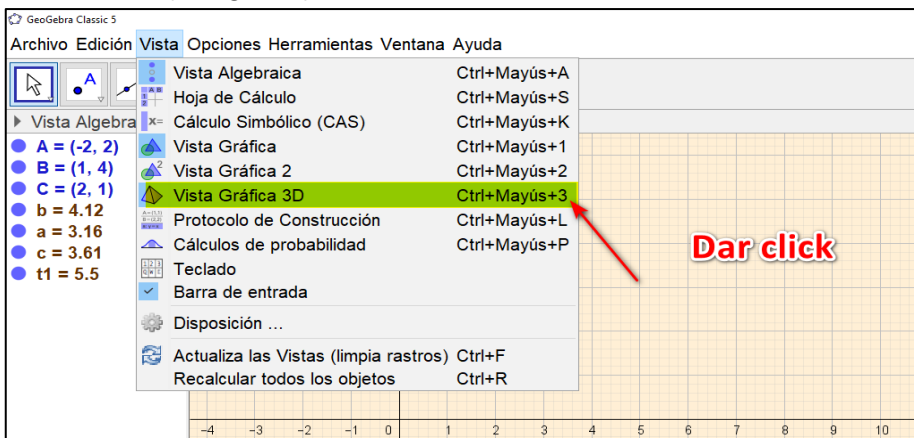 GeoGebra Classic 5
Archivo Edición Vista Opciones Herramientas Ventana Ayuda
A
Vista Algebraica Ctrl+Mayús+A
Hoja de Cálculo Ctrl+Mayús+S
Vista Algebra
x= Cálculo Simbólico (CAS) Ctrl+Mayús+K
A = (-2, 2)
Vista Gráfica Ctrl+Mayús+1
B = (1, 4)
2 Vista Gráfica 2 Ctrl+Mayús+2
C = (2, 1)
Vista Gráfica 3D Ctrl+Mayús+3
b = 4.12
Protocolo de Construcción Ctrl+Mayús+L
a = 3.16
Cálculos de probabilidad Ctrl+Mayús+P
c = 3.61
Teclado
t1 = 5.5
Barra de entrada
Dar click
Disposición ...
Actualiza las Vistas (limpia rastros) Ctrl+F
Recalcular todos los objetos Ctrl+R
-4 -3 -2 -1 0 1 2 3 4 5 6 7 8 9 10